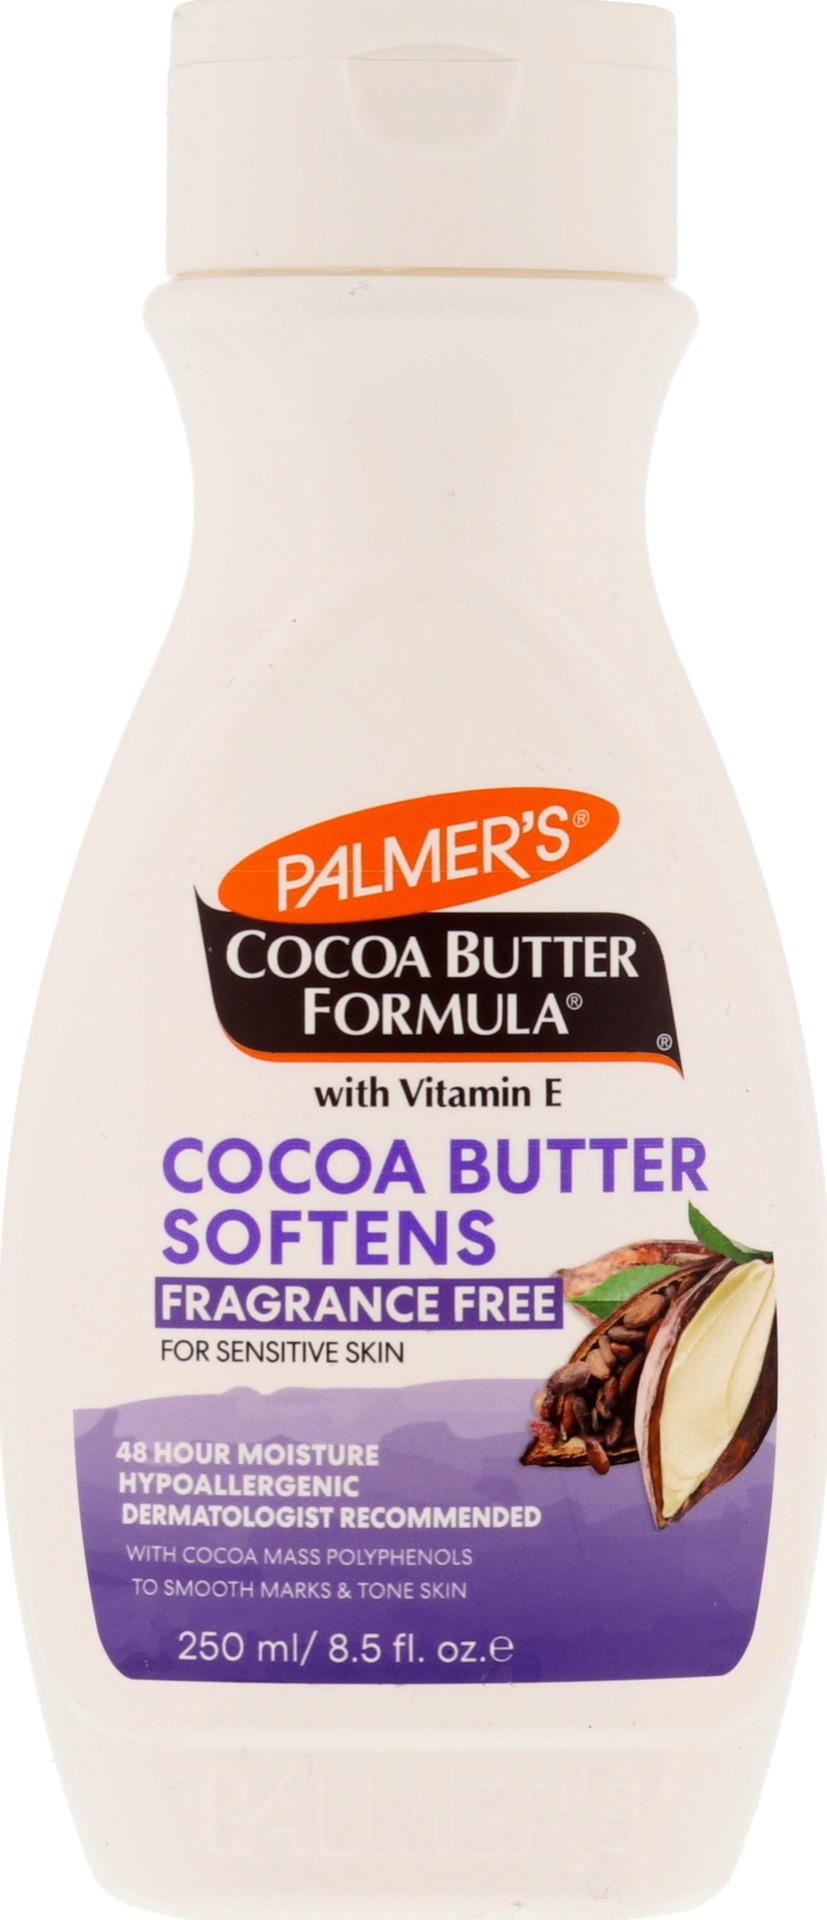 PALMER'S®
COCOA BUTTER
FORMULA®
®
with Vitamin E
COCOA BUTTER
SOFTENS
FRAGRANCE FREE
FOR SENSITIVE SKIN
48 HOUR MOISTURE
HYPOALLERGENIC
DERMATOLOGIST RECOMMENDED
WITH COCOA MASS POLYPHENOLS
TO SMOOTH MARKS & TONE SKIN
250 ml/ 8.5 fl. oz.℮
PALMER'S